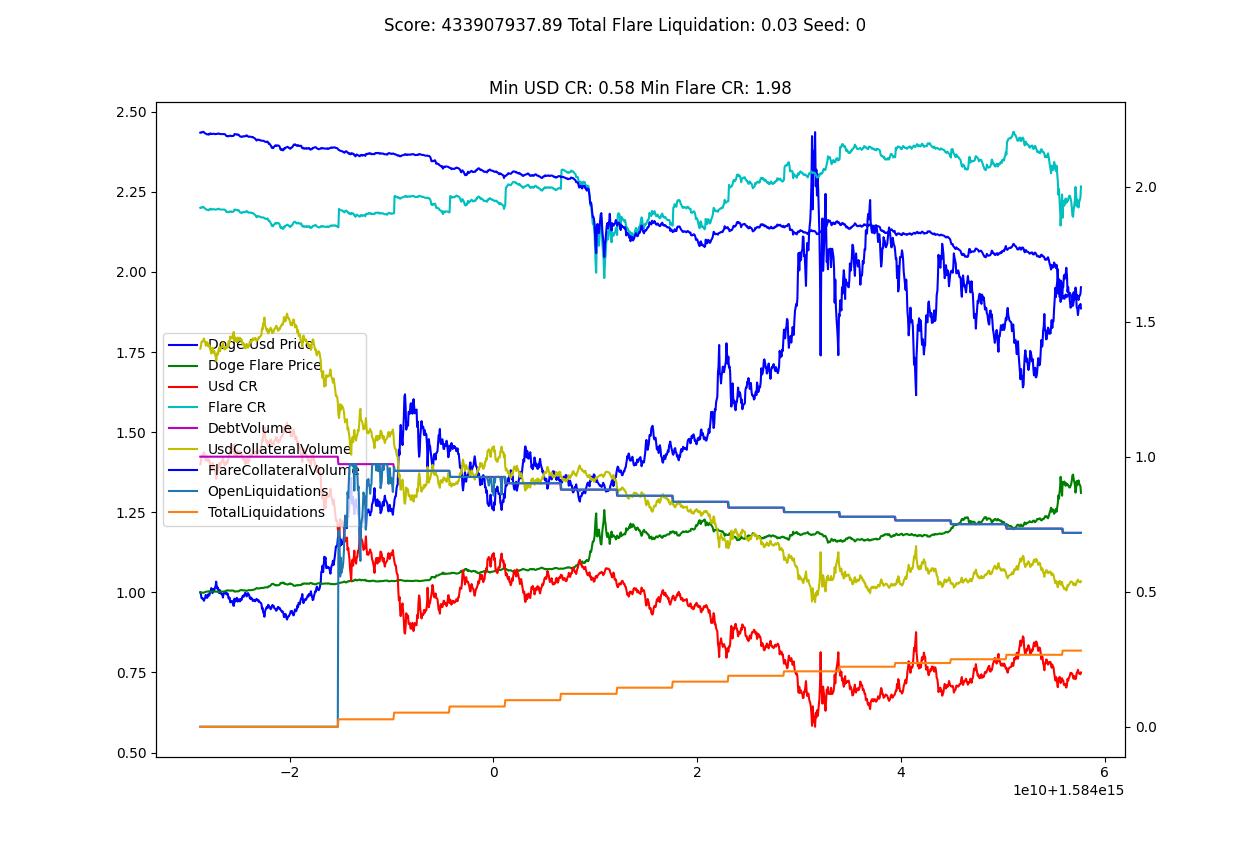 Score: 433907937.89 Total Flare Liquidation: 0.03 Seed: 0
Min USD CR: 0.58 Min Flare CR: 1.98
2.50
2.25
2.00
1.75
1.50
1.25
1.00
0.75
0.50
Doge Usd Price
Doge Flare Price
Usd CR
Flare CR
DebtVolume
UsdCollateralVolume
FlareCollateralVolume
OpenLiquidations
TotalLiquidations
2.0
1.5
1.0
0.5
0.0
−2 0 2 4 6
1e10+1.584e15